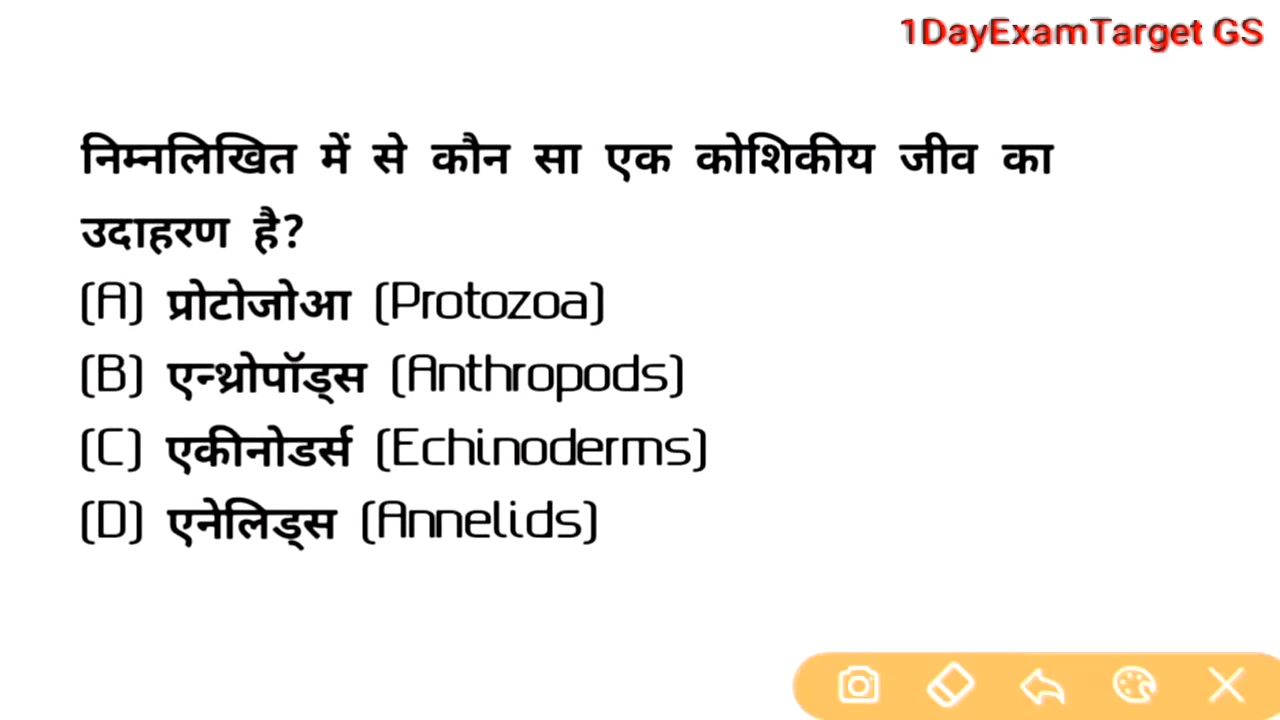 1DayExamTarget GS
निम्नलिखित में से कौन सा एक कोशिकीय जीव का
उदाहरण है?
(A) प्रोटोजोआ (Protozoa)
(B) एन्थ्रोपॉड्स (Anthropods)
(C) एकीनोडर्स (Echinoderms)
(D) एनेलिड्स (Annelids)